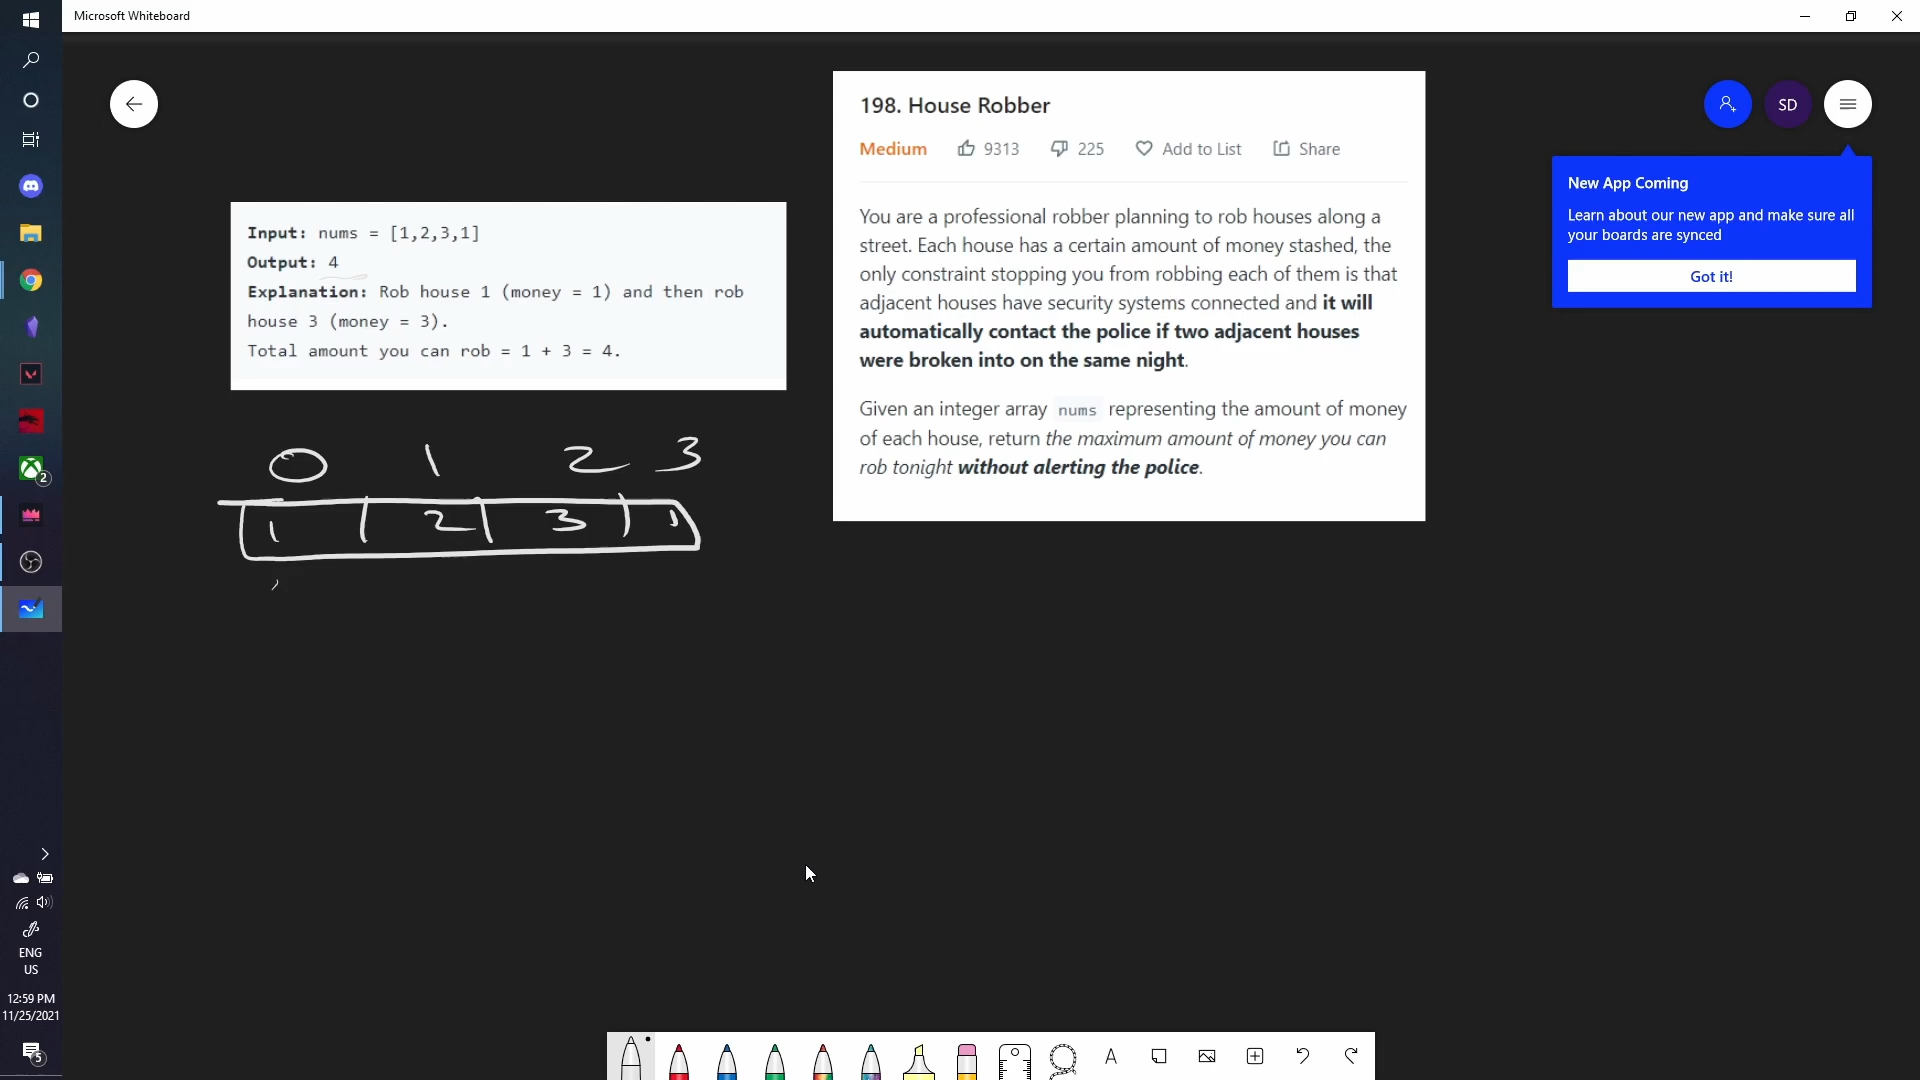 Microsoft Whiteboard
198. House Robber
Medium 9313 225 Add to List Share
You are a professional robber planning to rob houses along a
street. Each house has a certain amount of money stashed, the
only constraint stopping you from robbing each of them is that
adjacent houses have security systems connected and it will
automatically contact the police if two adjacent houses
were broken into on the same night.
Given an integer array nums representing the amount of money
of each house, return the maximum amount of money you can
rob tonight without alerting the police.
SD
New App Coming
Learn about our new app and make sure all
your boards are synced
Got it!
Input: nums = [1,2,3,1]
Output: 4
Explanation: Rob house 1 (money = 1) and then rob
house 3 (money = 3).
Total amount you can rob = 1 + 3 = 4.
0 1 2 3
1 2 3 1
2
ENG
US
12:59 PM
11/25/2021
5
A